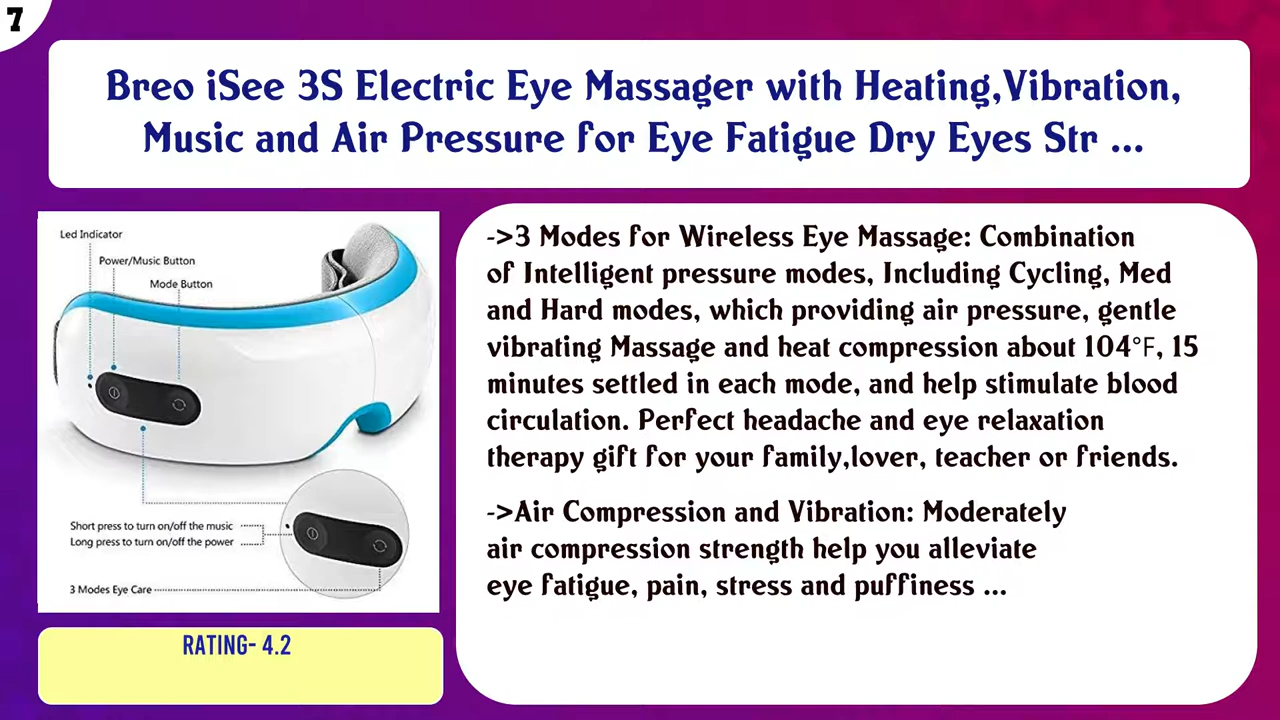 7
Breo iSee 3S Electric Eye Massager with Heating,Vibration,
Music and Air Pressure for Eye Fatigue Dry Eyes Str ...
Led Indicator
Power/Music Button
Mode Button
Short press to turn on/off the music
Long press to turn on/off the power
3 Modes Eye Care
RATING- 4.2
->3 Modes for Wireless Eye Massage: Combination
of Intelligent pressure modes, Including Cycling, Med
and Hard modes, which providing air pressure, gentle
vibrating Massage and heat compression about 104°F, 15
minutes settled in each mode, and help stimulate blood
circulation. Perfect headache and eye relaxation
therapy gift for your family,lover, teacher or friends.
->Air Compression and Vibration: Moderately
air compression strength help you alleviate
eye fatigue, pain, stress and puffiness ...